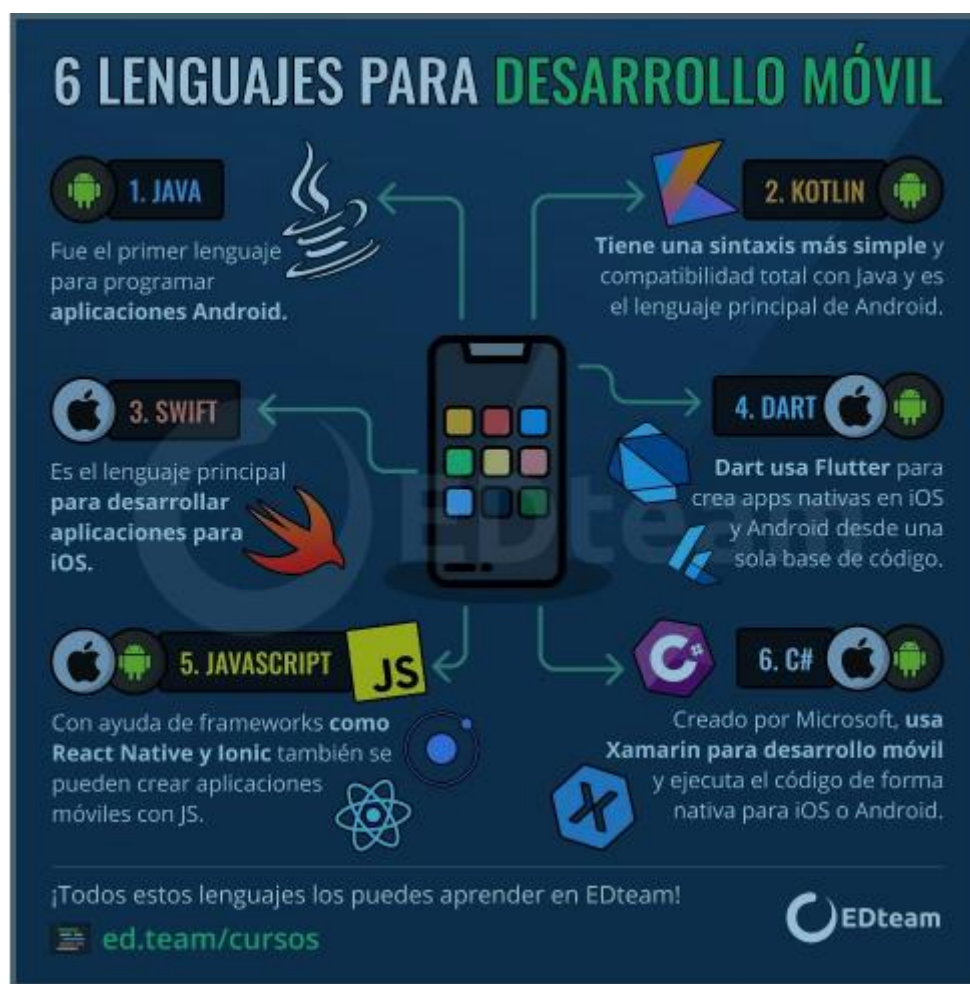 6 LENGUAJES PARA DESARROLLO MÓVIL
1. JAVA
Fue el primer lenguaje
para programar
aplicaciones Android.
2. KOTLIN
Tiene una sintaxis más simple y
compatibilidad total con Java y es
el lenguaje principal de Android.
3. SWIFT
Es el lenguaje principal
para desarrollar
aplicaciones para
iOS.
4. DART
Dart usa Flutter para
crea apps nativas en iOS
y Android desde una
sola base de código.
EDteam
5. JAVASCRIPT
JS
Con ayuda de frameworks como
React Native y Ionic también se
pueden crear aplicaciones
móviles con JS.
C#
6. C#
Creado por Microsoft, usa
Xamarin para desarrollo móvil
y ejecuta el código de forma
nativa para iOS o Android.
X
¡Todos estos lenguajes los puedes aprender en EDteam!
ed.team/cursos
EDteam